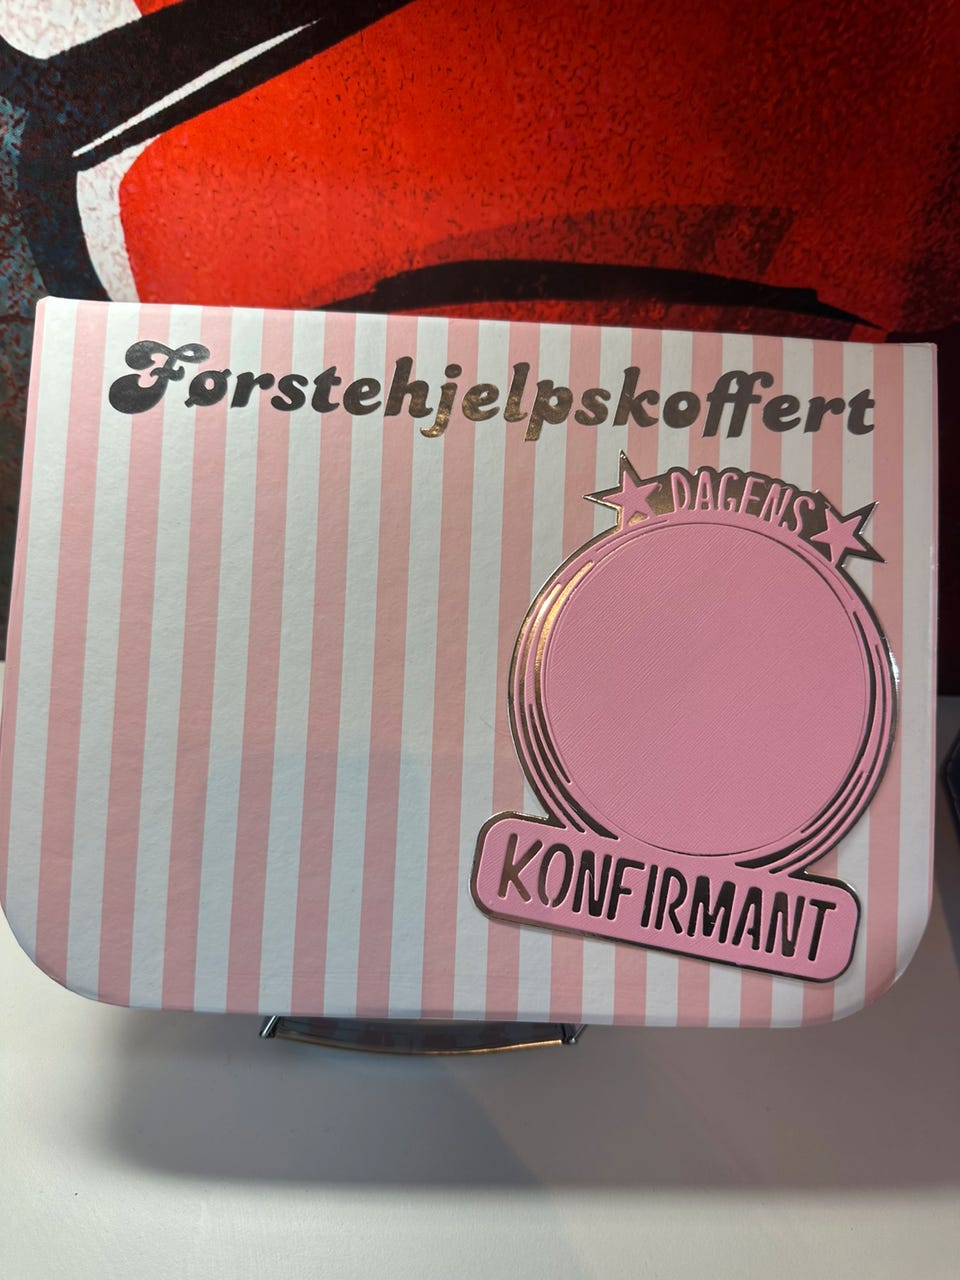 Førstehjelpskoffert
DAGENS
KONFIRMANT